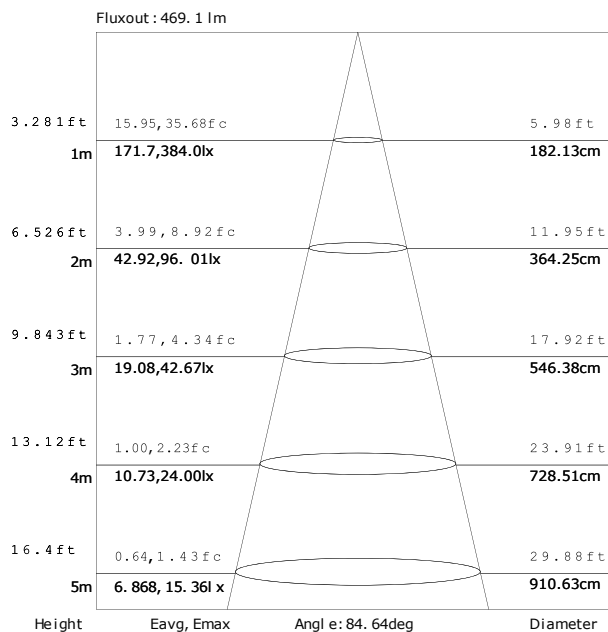 Fluxout: 469.1 lm
3.281ft 15.95,35.68fc 5.98ft
1m 171.7,384.0lx 182.13cm
6.526ft 3.99,8.92fc 11.95ft
2m 42.92,96.01lx 364.25cm
9.843ft 1.77,4.34fc 17.92ft
3m 19.08,42.67lx 546.38cm
13.12ft 1.00,2.23fc 23.91ft
4m 10.73,24.00lx 728.51cm
16.4ft 0.64,1.43fc 29.88ft
5m 6.868,15.36lx 910.63cm
Height Eavg, Emax Angle:84.64deg Diameter